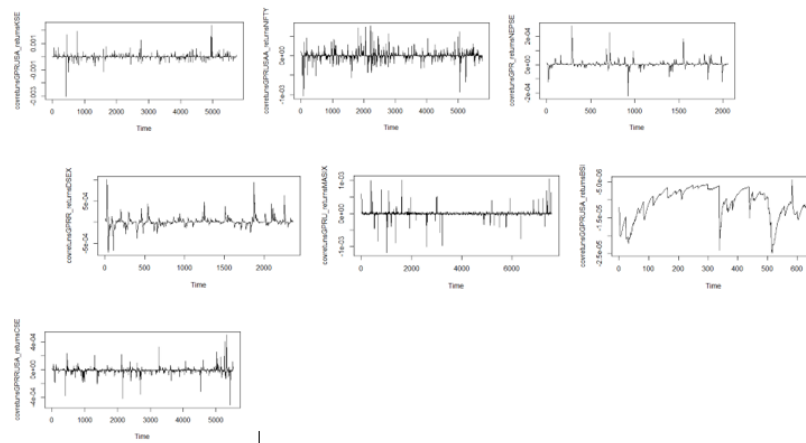 covreturnsGPRUSA_returnsKSE
0.001
-0.001
-0.003
0
1000
2000
3000
4000
5000
Time
covreturnsGPRUSAA_returnsNIFTY
0e+00
-1e-03
0
1000
2000
3000
4000
5000
Time
covreturnsGPR_returnsNEPSE
2e-04
0e+00
-2e-04
0
500
1000
1500
2000
Time
covreturnsGPRR_returnsDSEX
5e-04
-5e-04
0
500
1000
1500
2000
Time
covreturnsGPRU_returnsMASIX
1e-03
0e+00
-1e-03
0
2000
4000
6000
Time
covreturnsGGPRUSA_returnsBSI
-5.0e-06
-1.5e-05
-2.5e-05
0
100
200
300
400
500
600
Time
covreturnsGPRRUSA_returnsCSE
4e-04
0e+00
-4e-04
0
1000
2000
3000
4000
5000
Time